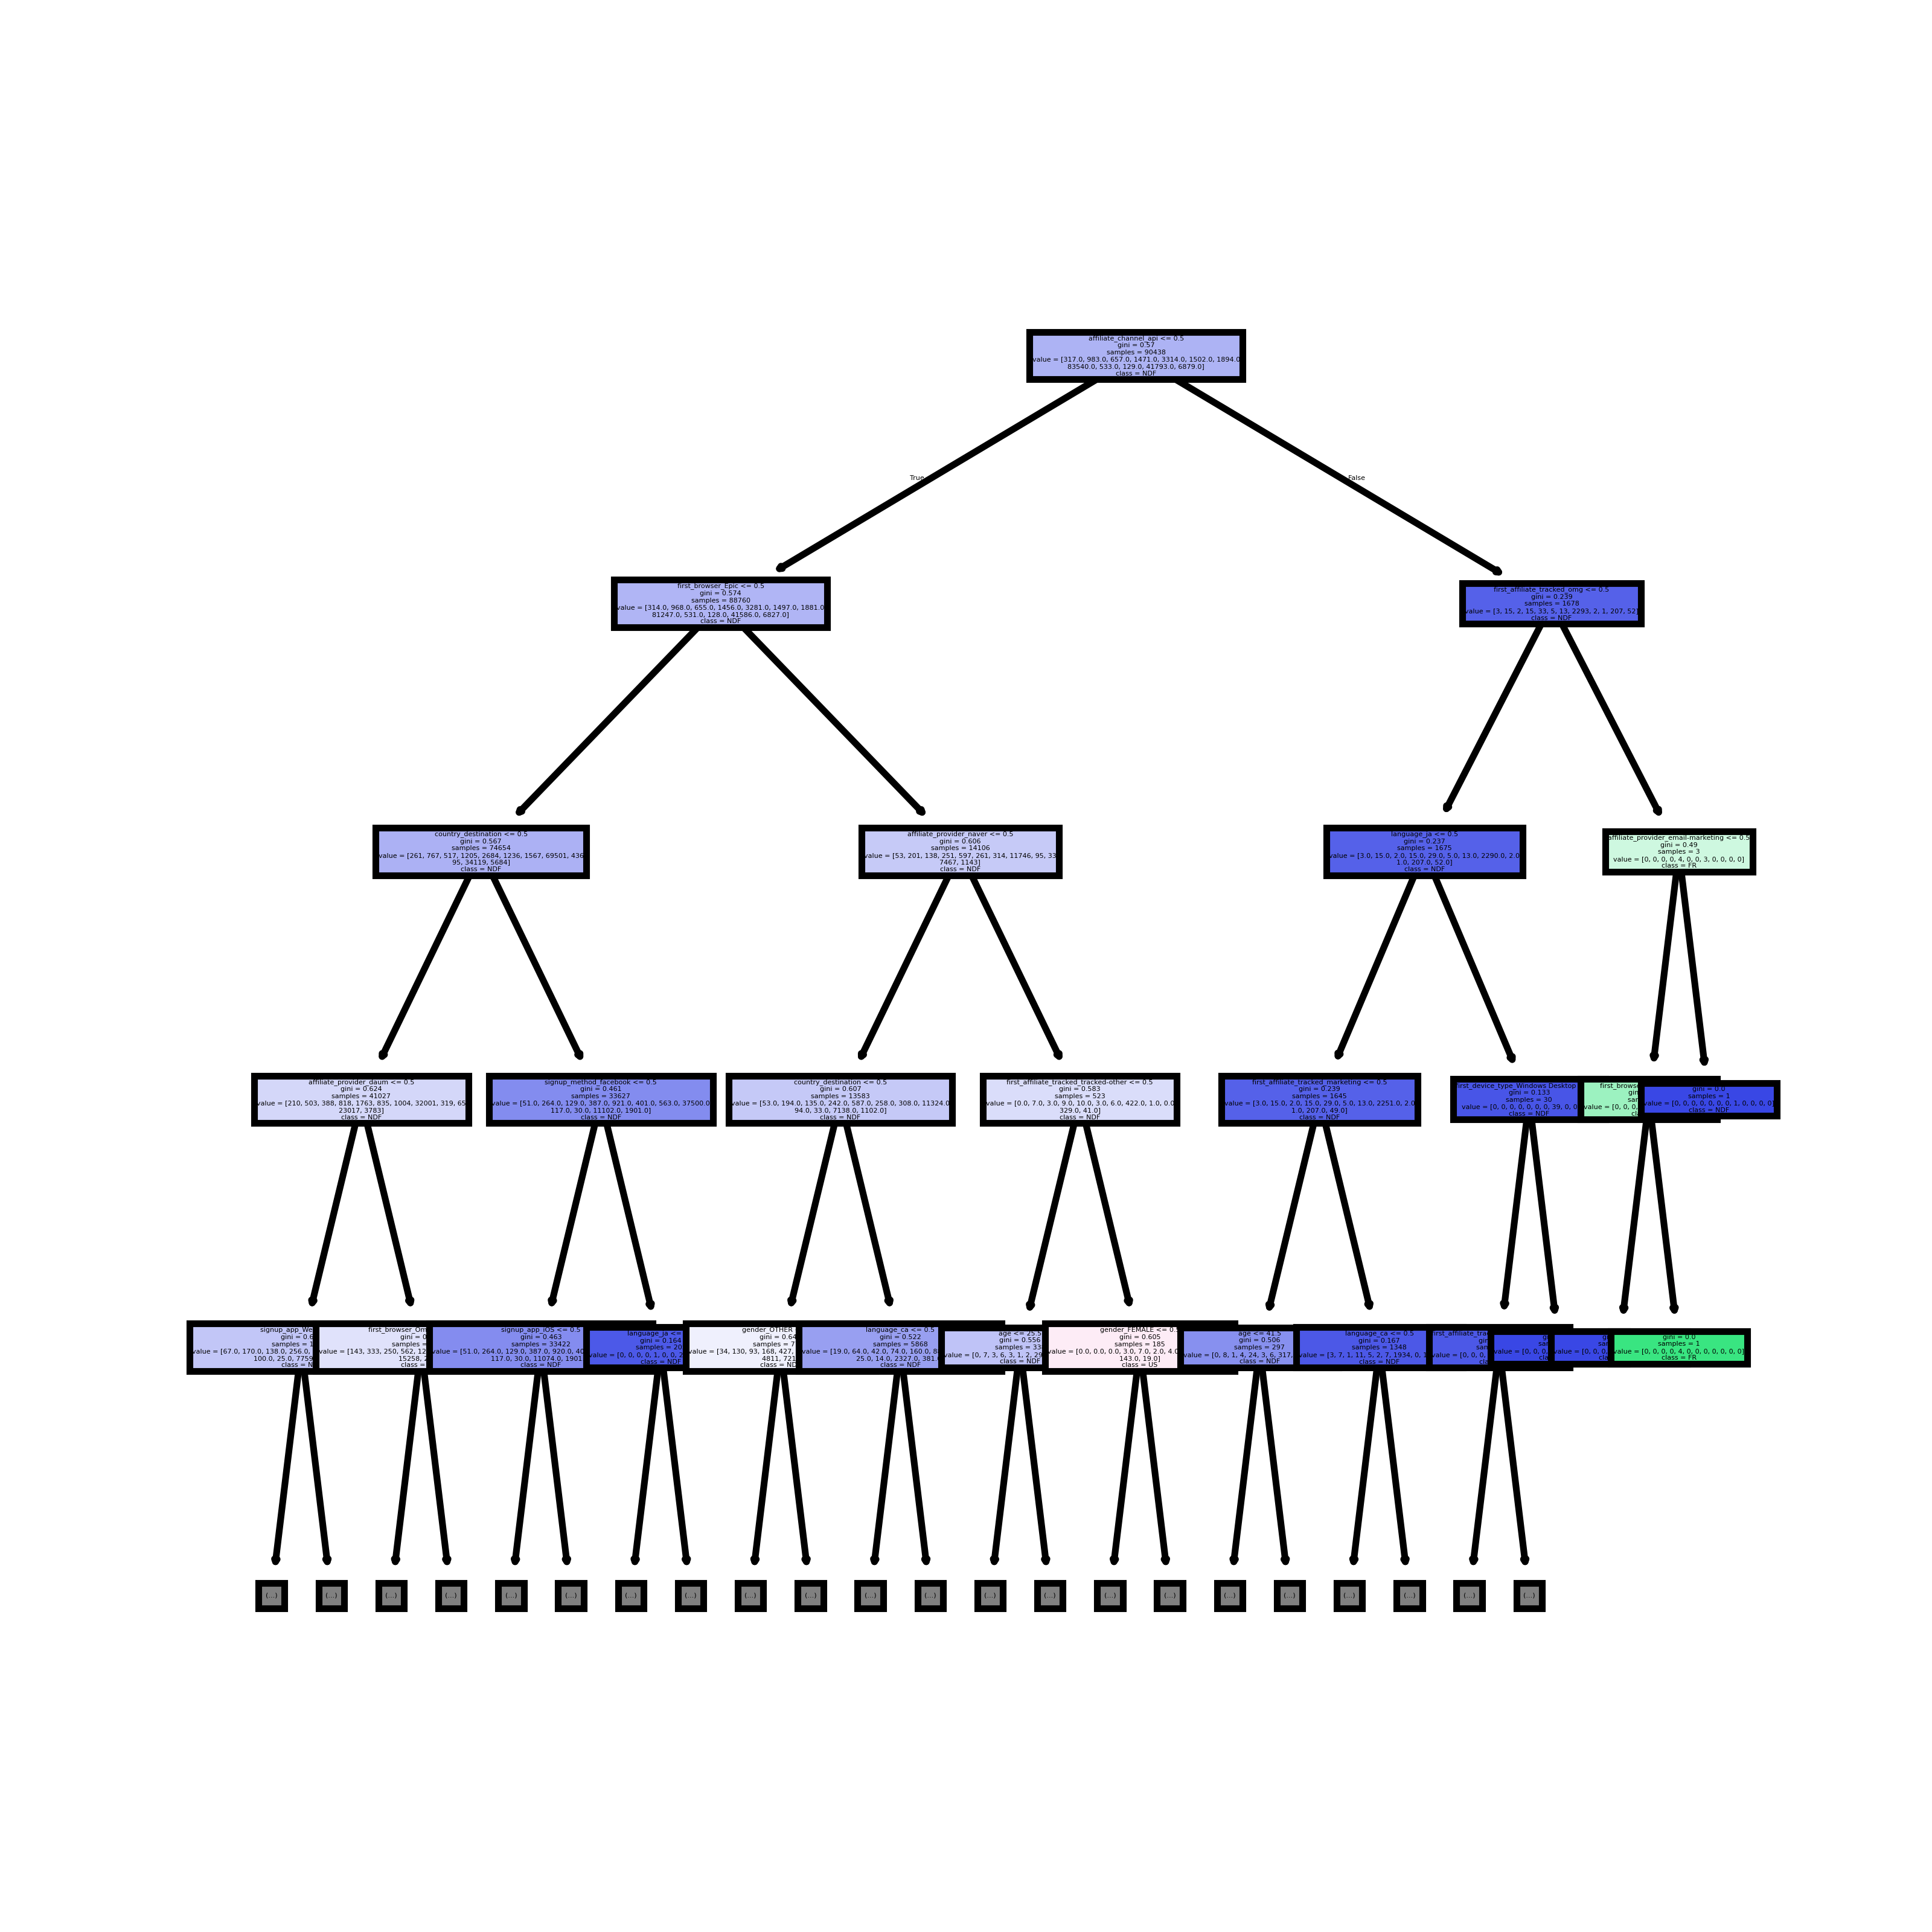 affiliate_channel_api <= 0.5
gini = 0.57
samples = 90438
value = [317.0, 983.0, 657.0, 1471.0, 3314.0, 1502.0, 1894.0
83540.0, 533.0, 129.0, 41793.0, 6879.0]
class = NDF
True
False
first_browser_Epic <= 0.5
gini = 0.574
samples = 88760
value = [314.0, 968.0, 655.0, 1456.0, 3281.0, 1497.0, 1881.0
81247.0, 531.0, 128.0, 41586.0, 6827.0]
class = NDF
first_affiliate_tracked_omg <= 0.5
gini = 0.239
samples = 1678
value = [3, 15, 2, 15, 33, 5, 13, 2293, 2, 1, 207, 52]
class = NDF
country_destination <= 0.5
gini = 0.567
samples = 74654
value = [261, 767, 517, 1205, 2684, 1236, 1567, 69501, 436
95, 34119, 5684]
class = NDF
affiliate_provider_naver <= 0.5
gini = 0.606
samples = 14106
value = [53, 201, 138, 251, 597, 261, 314, 11746, 95, 33
7467, 1143]
class = NDF
language_ja <= 0.5
gini = 0.237
samples = 1675
value = [3.0, 15.0, 2.0, 15.0, 29.0, 5.0, 13.0, 2290.0, 2.0
1.0, 207.0, 52.0]
class = NDF
affiliate_provider_email-marketing <= 0.5
gini = 0.49
samples = 3
value = [0, 0, 0, 0, 4, 0, 0, 3, 0, 0, 0, 0]
class = FR
affiliate_provider_daum <= 0.5
gini = 0.624
samples = 41027
value = [210, 503, 388, 818, 1763, 835, 1004, 32001, 319, 65
23017, 3783]
class = NDF
signup_method_facebook <= 0.5
gini = 0.461
samples = 33627
value = [51.0, 264.0, 129.0, 387.0, 921.0, 401.0, 563.0, 37500.0
117.0, 30.0, 11102.0, 1901.0]
class = NDF
country_destination <= 0.5
gini = 0.607
samples = 13583
value = [53.0, 194.0, 135.0, 242.0, 587.0, 258.0, 308.0, 11324.0
94.0, 33.0, 7138.0, 1102.0]
class = NDF
first_affiliate_tracked_tracked-other <= 0.5
gini = 0.583
samples = 523
value = [0.0, 7.0, 3.0, 9.0, 10.0, 3.0, 6.0, 422.0, 1.0, 0.0
329.0, 41.0]
class = NDF
first_affiliate_tracked_marketing <= 0.5
gini = 0.239
samples = 1645
value = [3.0, 15.0, 2.0, 15.0, 29.0, 5.0, 13.0, 2251.0, 2.0
1.0, 207.0, 49.0]
class = NDF
first_device_type_Windows Desktop
gini = 0.133
samples = 30
value = [0, 0, 0, 0, 0, 0, 0, 39, 0, 0
class = NDF
value = [0, 0, 0,
gini = 0.0
samples = 1
value = [0, 0, 0, 0, 0, 0, 0, 1, 0, 0, 0, 0]
class = NDF
value = [67.0, 170.0, 138.0, 256.0,
100.0, 25.0, 7759
value = [143, 333, 250, 562,
15258,
signup_app_iOS <= 0.5
gini = 0.463
samples = 33422
value = [51.0, 264.0, 129.0, 387.0, 920.0,
117.0, 30.0, 11074.0, 1901
class = NDF
language_ja <=
gini = 0.164
samples = 20
value = [0, 0, 0, 0, 1, 0, 0, 2
class = NDF
gender_OTHER
gini = 0.64
samples = 7
value = [34, 130, 93, 168, 427,
4811, 721
class = ND
language_ca <= 0.5
gini = 0.522
samples = 5868
value = [19.0, 64.0, 42.0, 74.0, 160.0, 8
25.0, 14.0, 2327.0, 381.
class = NDF
age <= 25.5
gini = 0.556
samples = 33
value = [0, 7, 3, 6, 3, 1, 2, 29
class = NDF
gender_FEMALE <= 0.5
gini = 0.605
samples = 185
value = [0.0, 0.0, 0.0, 3.0, 7.0, 2.0, 4.0
143.0, 19.0]
class = US
age <= 41.5
gini = 0.506
samples = 297
value = [0, 8, 1, 4, 24, 3, 6, 317,
class = NDF
language_ca <= 0.5
gini = 0.167
samples = 1348
value = [3, 7, 1, 11, 5, 2, 7, 1934, 0, 1
class = NDF
value = [0, 0, 0,
value = [0, 0, 0,
value = [0, 0, 0,
gini = 0.0
samples = 1
value = [0, 0, 0, 0, 4, 0, 0, 0, 0, 0, 0, 0]
class = FR
(...) (...) (...) (...) (...) (...) (...) (...) (...) (...) (...) (...) (...) (...) (...) (...) (...) (...) (...) (...) (...) (...)